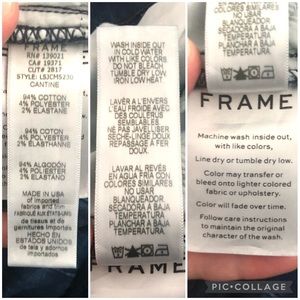 FRAME
RN# 139021
CA# 19371
CUT# 2817
STYLE: LSJCMS230
CANTINE
94% COTTON
4% POLYESTER
2% ELASTANE
94% COTON
4% POLYESTER
2% ELASTHANNE
94% ALGODÓN
4% POLIÉSTER
2% ELASTANO
MADE IN U.S.A
of imported
fabrics and trim
FABRIQUÉ AUX ÉTATS-UNIS
de tissus et de
garnitures importés
HECHO EN
ESTADOS UNIDOS
de tela y
WASH INSIDE OUT
IN COLD WATER
WITH LIKE COLORS,
DO NOT BLEACH,
TUMBLE DRY LOW,
IRON LOW HEAT.
LAVER À L'ENVERS
L'EAU FROIDE AVEC
DES COULEURS
SEMBLABLES
NE PAS JAVELLISER
SÈCHE-LINGE DOUX
REPASSAGE A FER
DOUX.
LAVAR AL REVÉS
EN AGUA FRÍA CON
COLORES SIMILARES
NO USAR
BLANQUEADOR
SECADORA A BAJA
TEMPERATURA
PLANCHAR A BAJA
TEMPERATURA.
COLORES SIMILARES
NO USAR
BLANQUEADOR
SECADORA A BAJA
TEMPERATURA
PLANCHAR A BAJA
TEMPERATURA.
FRAME
Machine wash inside out,
with like colors,
Line dry or tumble dry low.
Color may transfer or
bleed onto lighter colored
fabric or upholstery.
Color will fade over time.
Follow care instructions
to maintain the original
character of the wash.
PIC•COLLAGE